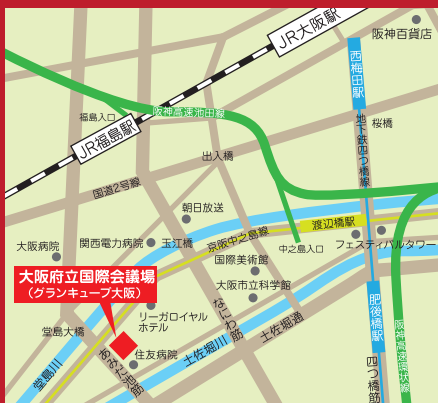 JR大阪駅
阪神百貨店
西梅田駅
福島入口
阪神高速池田線
地下鉄四つ橋線
桜橋
JR福島駅
出入橋
国道2号線
朝日放送
渡辺橋駅
大阪病院
関西電力病院
玉江橋
京阪中之島線
中之島入口
フェスティバルタワー
国際美術館
大阪府立国際会議場
(グランキューブ大阪)
大阪市立科学館
肥後橋駅
なにわ筋
リーガロイヤル
ホテル
堂島大橋
土佐堀川
土佐堀通
阪神高速環状線
あみだ池筋
住友病院
堂島川
四つ橋筋